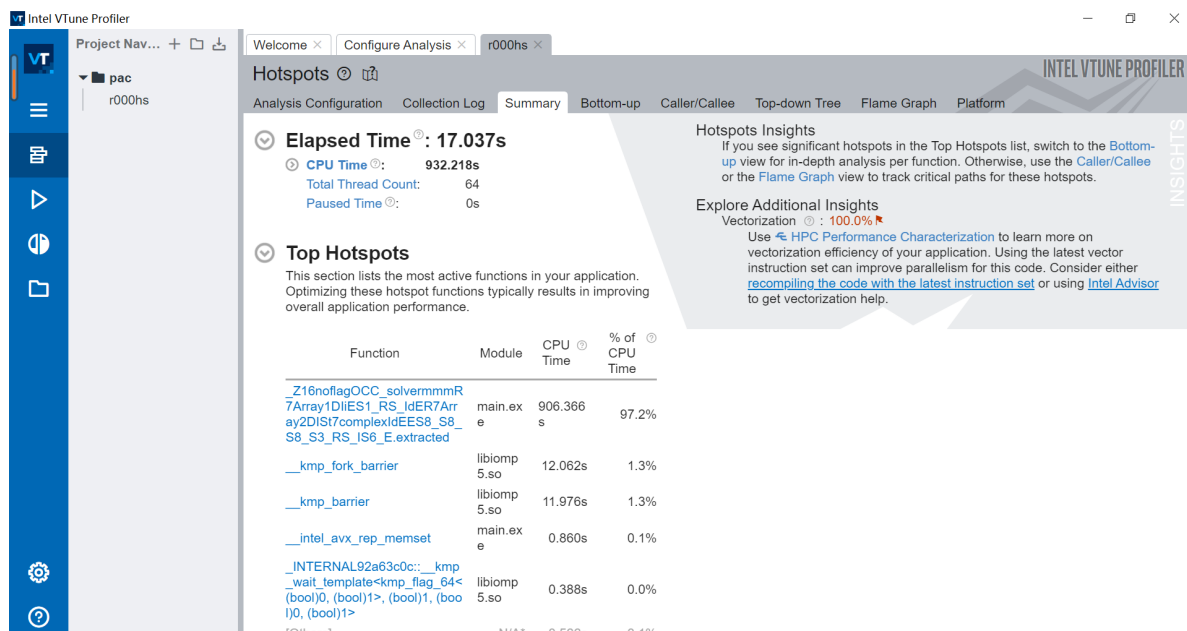 VT Intel VTune Profiler
VT
Project Nav...
pac
r000hs
Welcome
Configure Analysis
r000hs
Hotspots
INTEL VTUNE PROFILER
Analysis Configuration
Collection Log
Summary
Bottom-up
Caller/Callee
Top-down Tree
Flame Graph
Platform
Elapsed Time : 17.037s
CPU Time : 932.218s
Total Thread Count: 64
Paused Time : 0s
Top Hotspots
This section lists the most active functions in your application.
Optimizing these hotspot functions typically results in improving
overall application performance.
Function
Module
CPU
Time
% of
CPU
Time
_Z16noflagOCC_solvermmmR
7Array1DIiES1_RS_IdER7Arr
ay2DISt7complexIdEES8_S8_
S8_S3_RS_IS6_E.extracted
main.ex
e
906.366
s
97.2%
__kmp_fork_barrier
libiomp
5.so
12.062s
1.3%
__kmp_barrier
libiomp
5.so
11.976s
1.3%
__intel_avx_rep_memset
main.ex
e
0.860s
0.1%
_INTERNAL92a63c0c::__kmp
_wait_template<kmp_flag_64<
(bool)0, (bool)1>, (bool)1, (boo
l)0, (bool)1>
libiomp
5.so
0.388s
0.0%
Hotspots Insights
If you see significant hotspots in the Top Hotspots list, switch to the Bottom-
up view for in-depth analysis per function. Otherwise, use the Caller/Callee
or the Flame Graph view to track critical paths for these hotspots.
Explore Additional Insights
Vectorization : 100.0%
Use HPC Performance Characterization to learn more on
vectorization efficiency of your application. Using the latest vector
instruction set can improve parallelism for this code. Consider either
recompiling the code with the latest instruction set or using Intel Advisor
to get vectorization help.
INSIGHTS